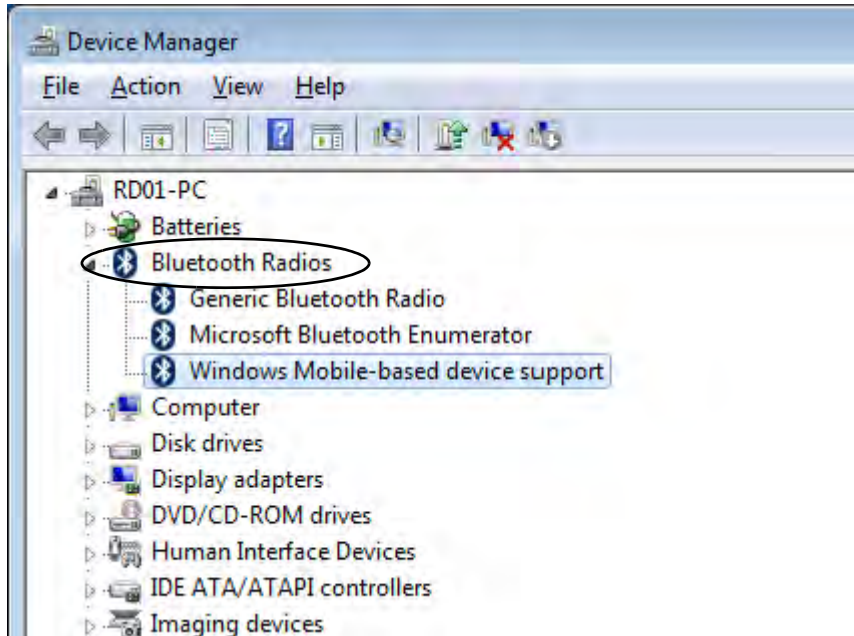 Device Manager
File Action View Help
RD01-PC
Batteries
Bluetooth Radios
Generic Bluetooth Radio
Microsoft Bluetooth Enumerator
Windows Mobile-based device support
Computer
Disk drives
Display adapters
DVD/CD-ROM drives
Human Interface Devices
IDE ATA/ATAPI controllers
Imaging devices